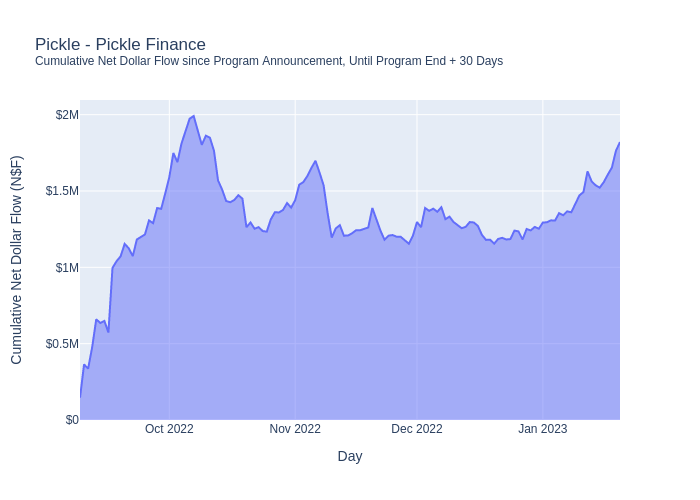 Pickle - Pickle Finance
Cumulative Net Dollar Flow since Program Announcement, Until Program End + 30 Days
Cumulative Net Dollar Flow (N$F)
$2M
$1.5M
$1M
$0.5M
$0
Oct 2022
Nov 2022
Dec 2022
Jan 2023
Day